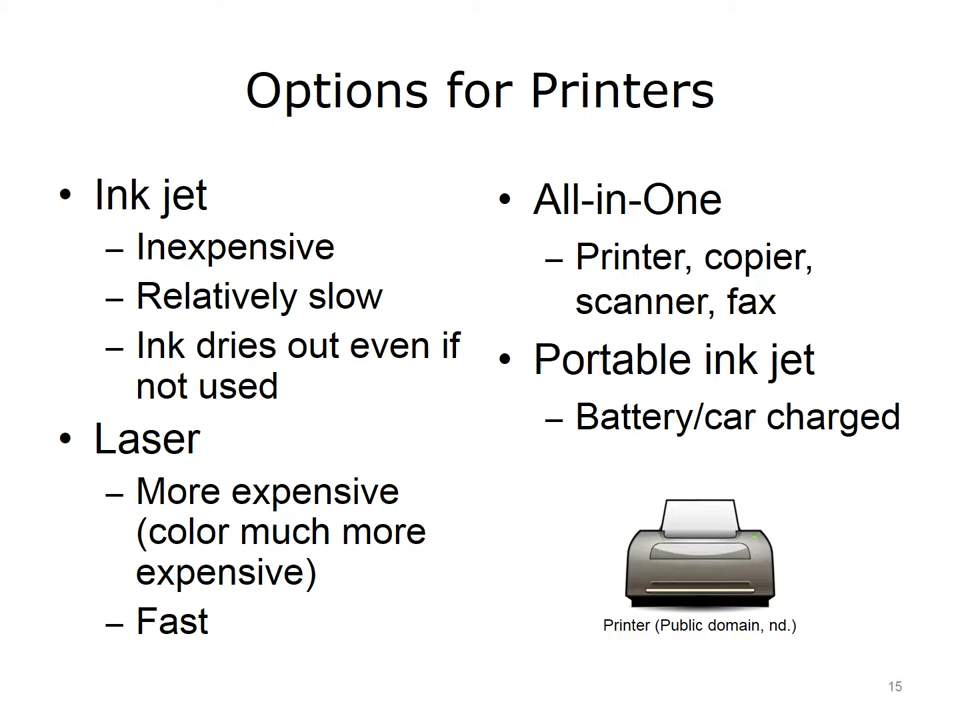 Options for Printers
• Ink jet
– Inexpensive
– Relatively slow
– Ink dries out even if
not used
• Laser
– More expensive
(color much more
expensive)
– Fast
• All-in-One
– Printer, copier,
scanner, fax
• Portable ink jet
– Battery/car charged
Printer (Public domain, nd.)
15